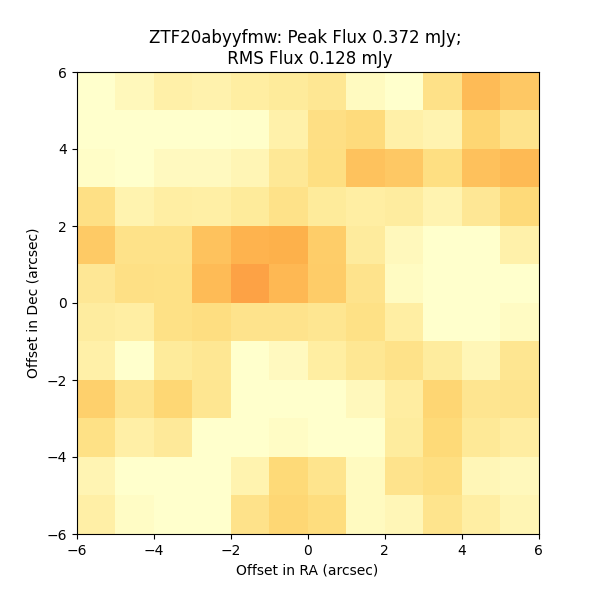 ZTF20abyyfmw: Peak Flux 0.372 mJy;
RMS Flux 0.128 mJy
6
4
2
0
−2
−4
−6
Offset in Dec (arcsec)
−6 −4 −2 0 2 4 6
Offset in RA (arcsec)